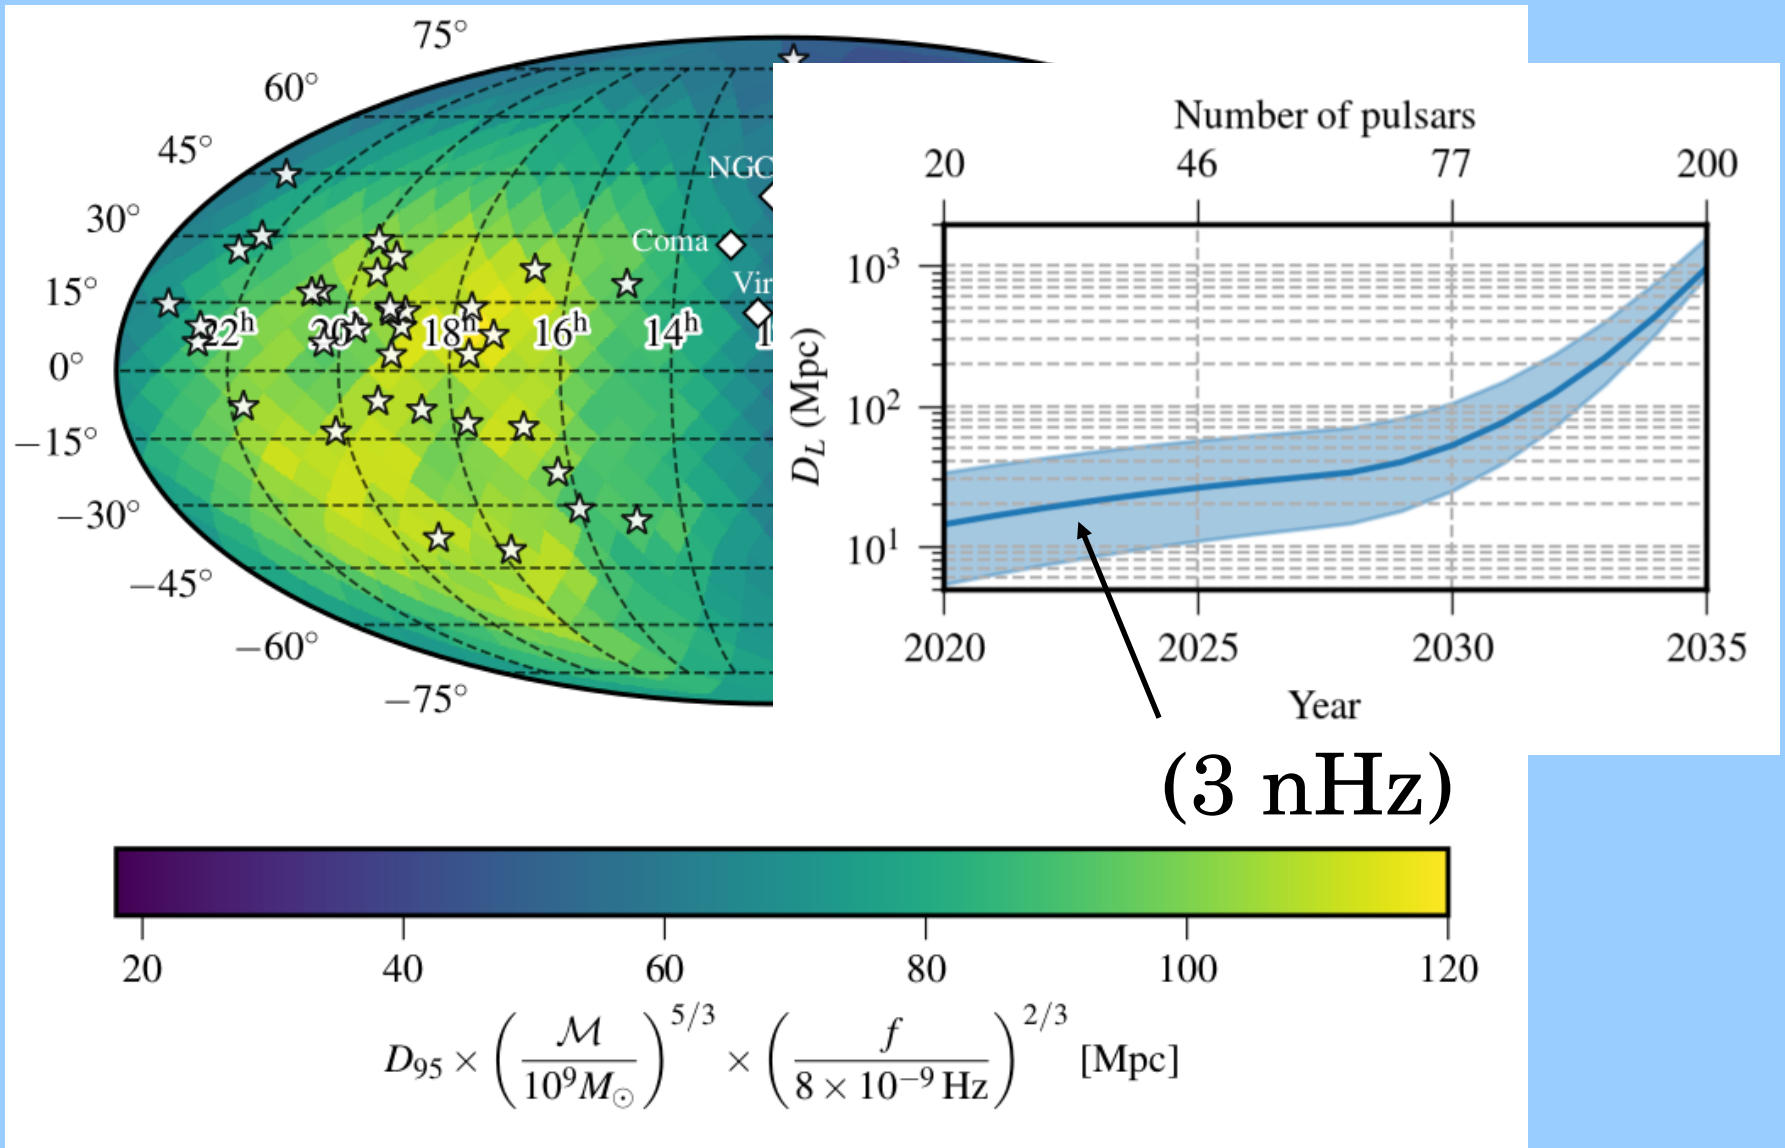 75°
60°
45°
30°
15°
0°
−15°
−30°
−45°
−60°
−75°
22h 20h 18h 16h 14h
NGC
Coma
Vir
Number of pulsars
20 46 77 200
10³
10²
10¹
D_L (Mpc)
2020 2025 2030 2035
Year
(3 nHz)
20 40 60 80 100 120
D₉₅ × (ℳ / 10⁹M☉)^5/3 × (f / 8 × 10⁻⁹ Hz)^2/3 [Mpc]